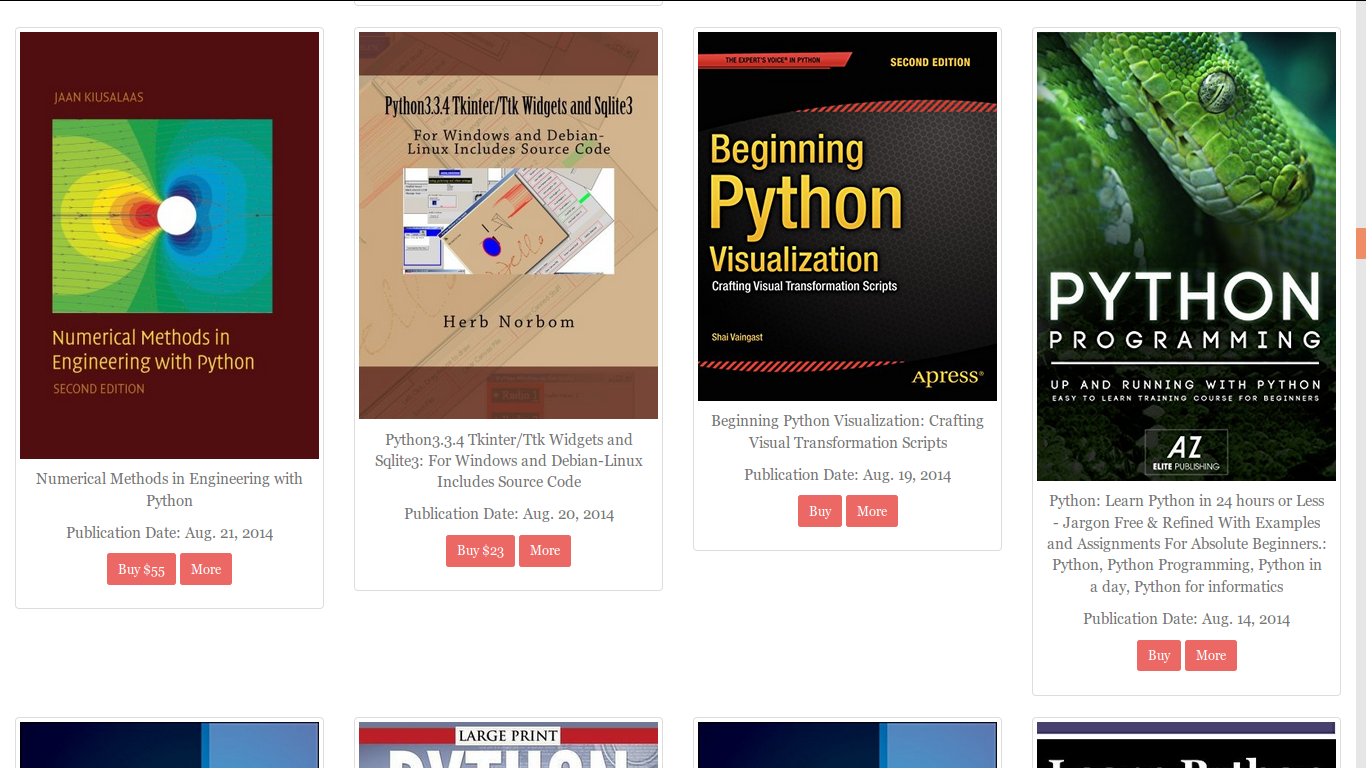 JAAN KIUSALAAS
Numerical Methods in
Engineering with Python
SECOND EDITION
Numerical Methods in Engineering with
Python
Publication Date: Aug. 21, 2014
Buy $55 More
Python3.3.4 Tkinter/Ttk Widgets and Sqlite3
For Windows and Debian-
Linux Includes Source Code
Herb Norbom
Python3.3.4 Tkinter/Ttk Widgets and
Sqlite3: For Windows and Debian-Linux
Includes Source Code
Publication Date: Aug. 20, 2014
Buy $23 More
THE EXPERT'S VOICE® IN PYTHON
SECOND EDITION
Beginning
Python
Visualization
Crafting Visual Transformation Scripts
Shai Vaingast
Apress®
Beginning Python Visualization: Crafting
Visual Transformation Scripts
Publication Date: Aug. 19, 2014
Buy More
PYTHON
PROGRAMMING
UP AND RUNNING WITH PYTHON
EASY TO LEARN TRAINING COURSE FOR BEGINNERS
AZ
ELITE PUBLISHING
Python: Learn Python in 24 hours or Less
- Jargon Free & Refined With Examples
and Assignments For Absolute Beginners.:
Python, Python Programming, Python in
a day, Python for informatics
Publication Date: Aug. 14, 2014
Buy More
LARGE PRINT
PYTHON
Learn Python